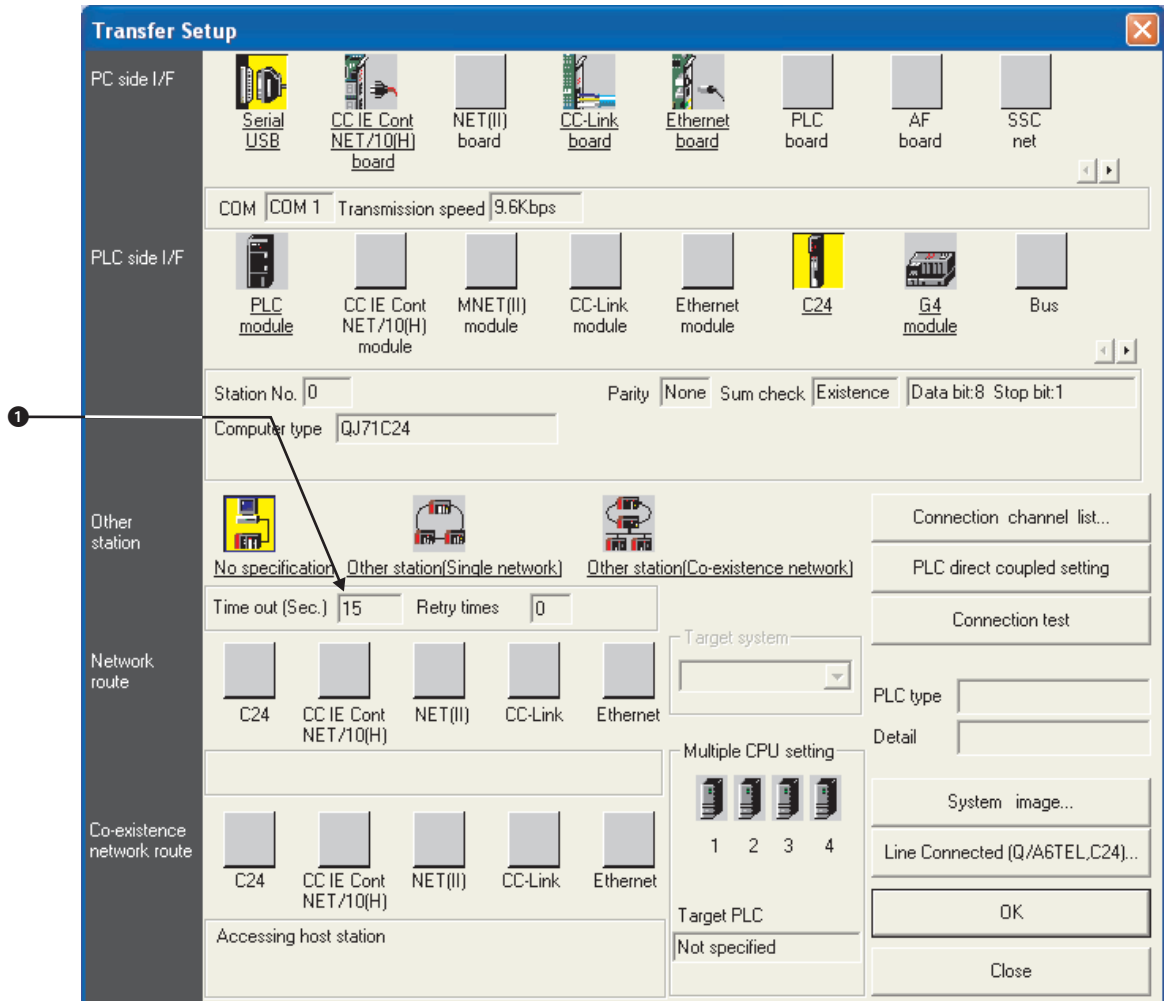 Transfer Setup
PC side I/F
Serial
USB
CC IE Cont
NET/10(H)
board
NET(II)
board
CC-Link
board
Ethernet
board
PLC
board
AF
board
SSC
net
COM COM 1 Transmission speed 9.6Kbps
PLC side I/F
PLC
module
CC IE Cont
NET/10(H)
module
MNET(II)
module
CC-Link
module
Ethernet
module
C24
G4
module
Bus
Station No. 0 Parity None Sum check Existence Data bit:8 Stop bit:1
1
Computer type QJ71C24
Other
station
No specification Other station(Single network) Other station(Co-existence network)
Time out (Sec.) 15 Retry times 0
Connection channel list...
PLC direct coupled setting
Connection test
Network
route
C24
CC IE Cont
NET/10(H)
NET(II)
CC-Link
Ethernet
Target system
PLC type
Detail
Multiple CPU setting
1 2 3 4
Target PLC
Not specified
System image...
Line Connected (Q/A6TEL,C24)...
OK
Close
Co-existence
network route
C24
CC IE Cont
NET/10(H)
NET(II)
CC-Link
Ethernet
Accessing host station